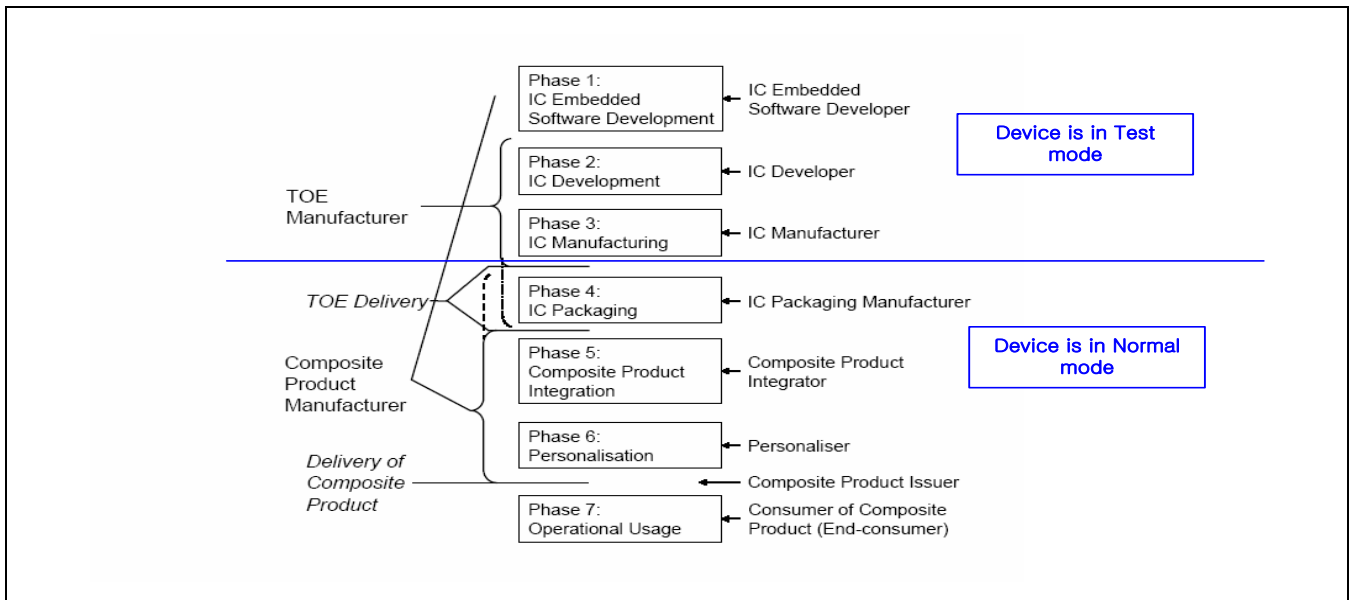 Phase 1:
IC Embedded
Software Development
IC Embedded
Software Developer
Device is in Test
mode
Phase 2:
IC Development
IC Developer
TOE
Manufacturer
Phase 3:
IC Manufacturing
IC Manufacturer
TOE Delivery
Phase 4:
IC Packaging
IC Packaging Manufacturer
Device is in Normal
mode
Composite
Product
Manufacturer
Phase 5:
Composite Product
Integration
Composite Product
Integrator
Phase 6:
Personalisation
Personaliser
Delivery of
Composite
Product
Composite Product Issuer
Phase 7:
Operational Usage
Consumer of Composite
Product (End-consumer)